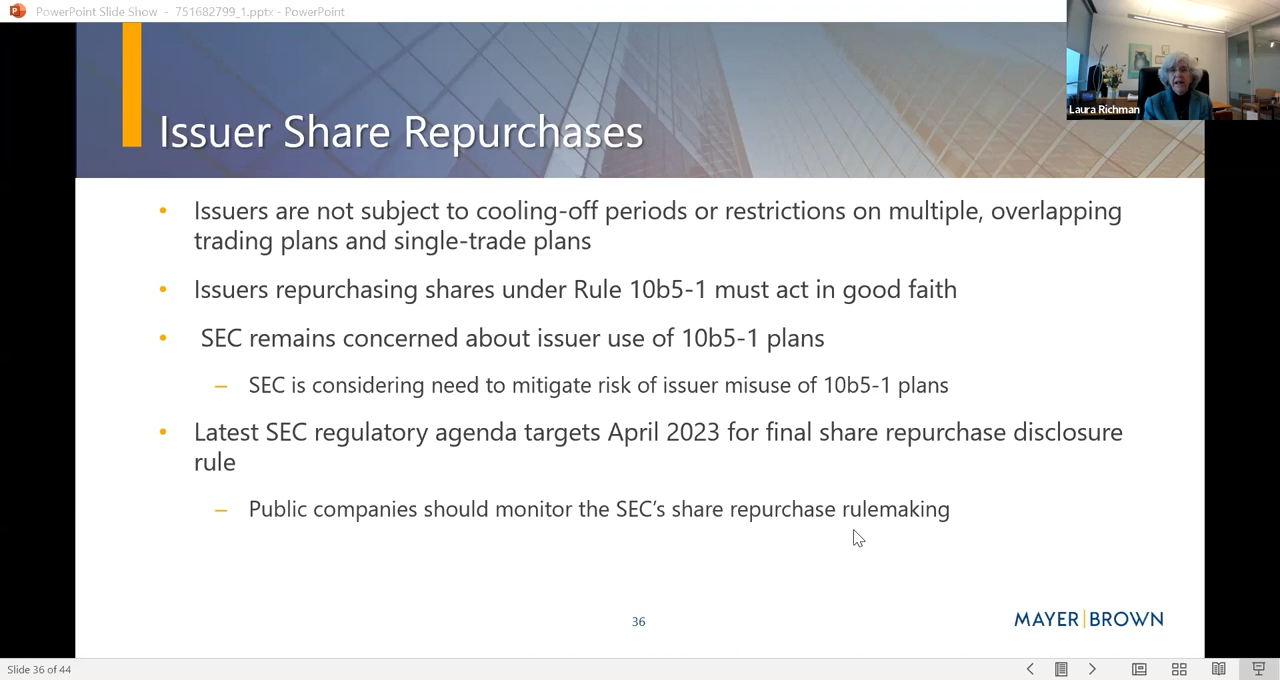 PowerPoint Slide Show - 751682799_1.pptx - PowerPoint
Laura Richman
Issuer Share Repurchases
• Issuers are not subject to cooling-off periods or restrictions on multiple, overlapping
trading plans and single-trade plans
• Issuers repurchasing shares under Rule 10b5-1 must act in good faith
• SEC remains concerned about issuer use of 10b5-1 plans
– SEC is considering need to mitigate risk of issuer misuse of 10b5-1 plans
• Latest SEC regulatory agenda targets April 2023 for final share repurchase disclosure
rule
– Public companies should monitor the SEC’s share repurchase rulemaking
36
MAYER|BROWN
Slide 36 of 44